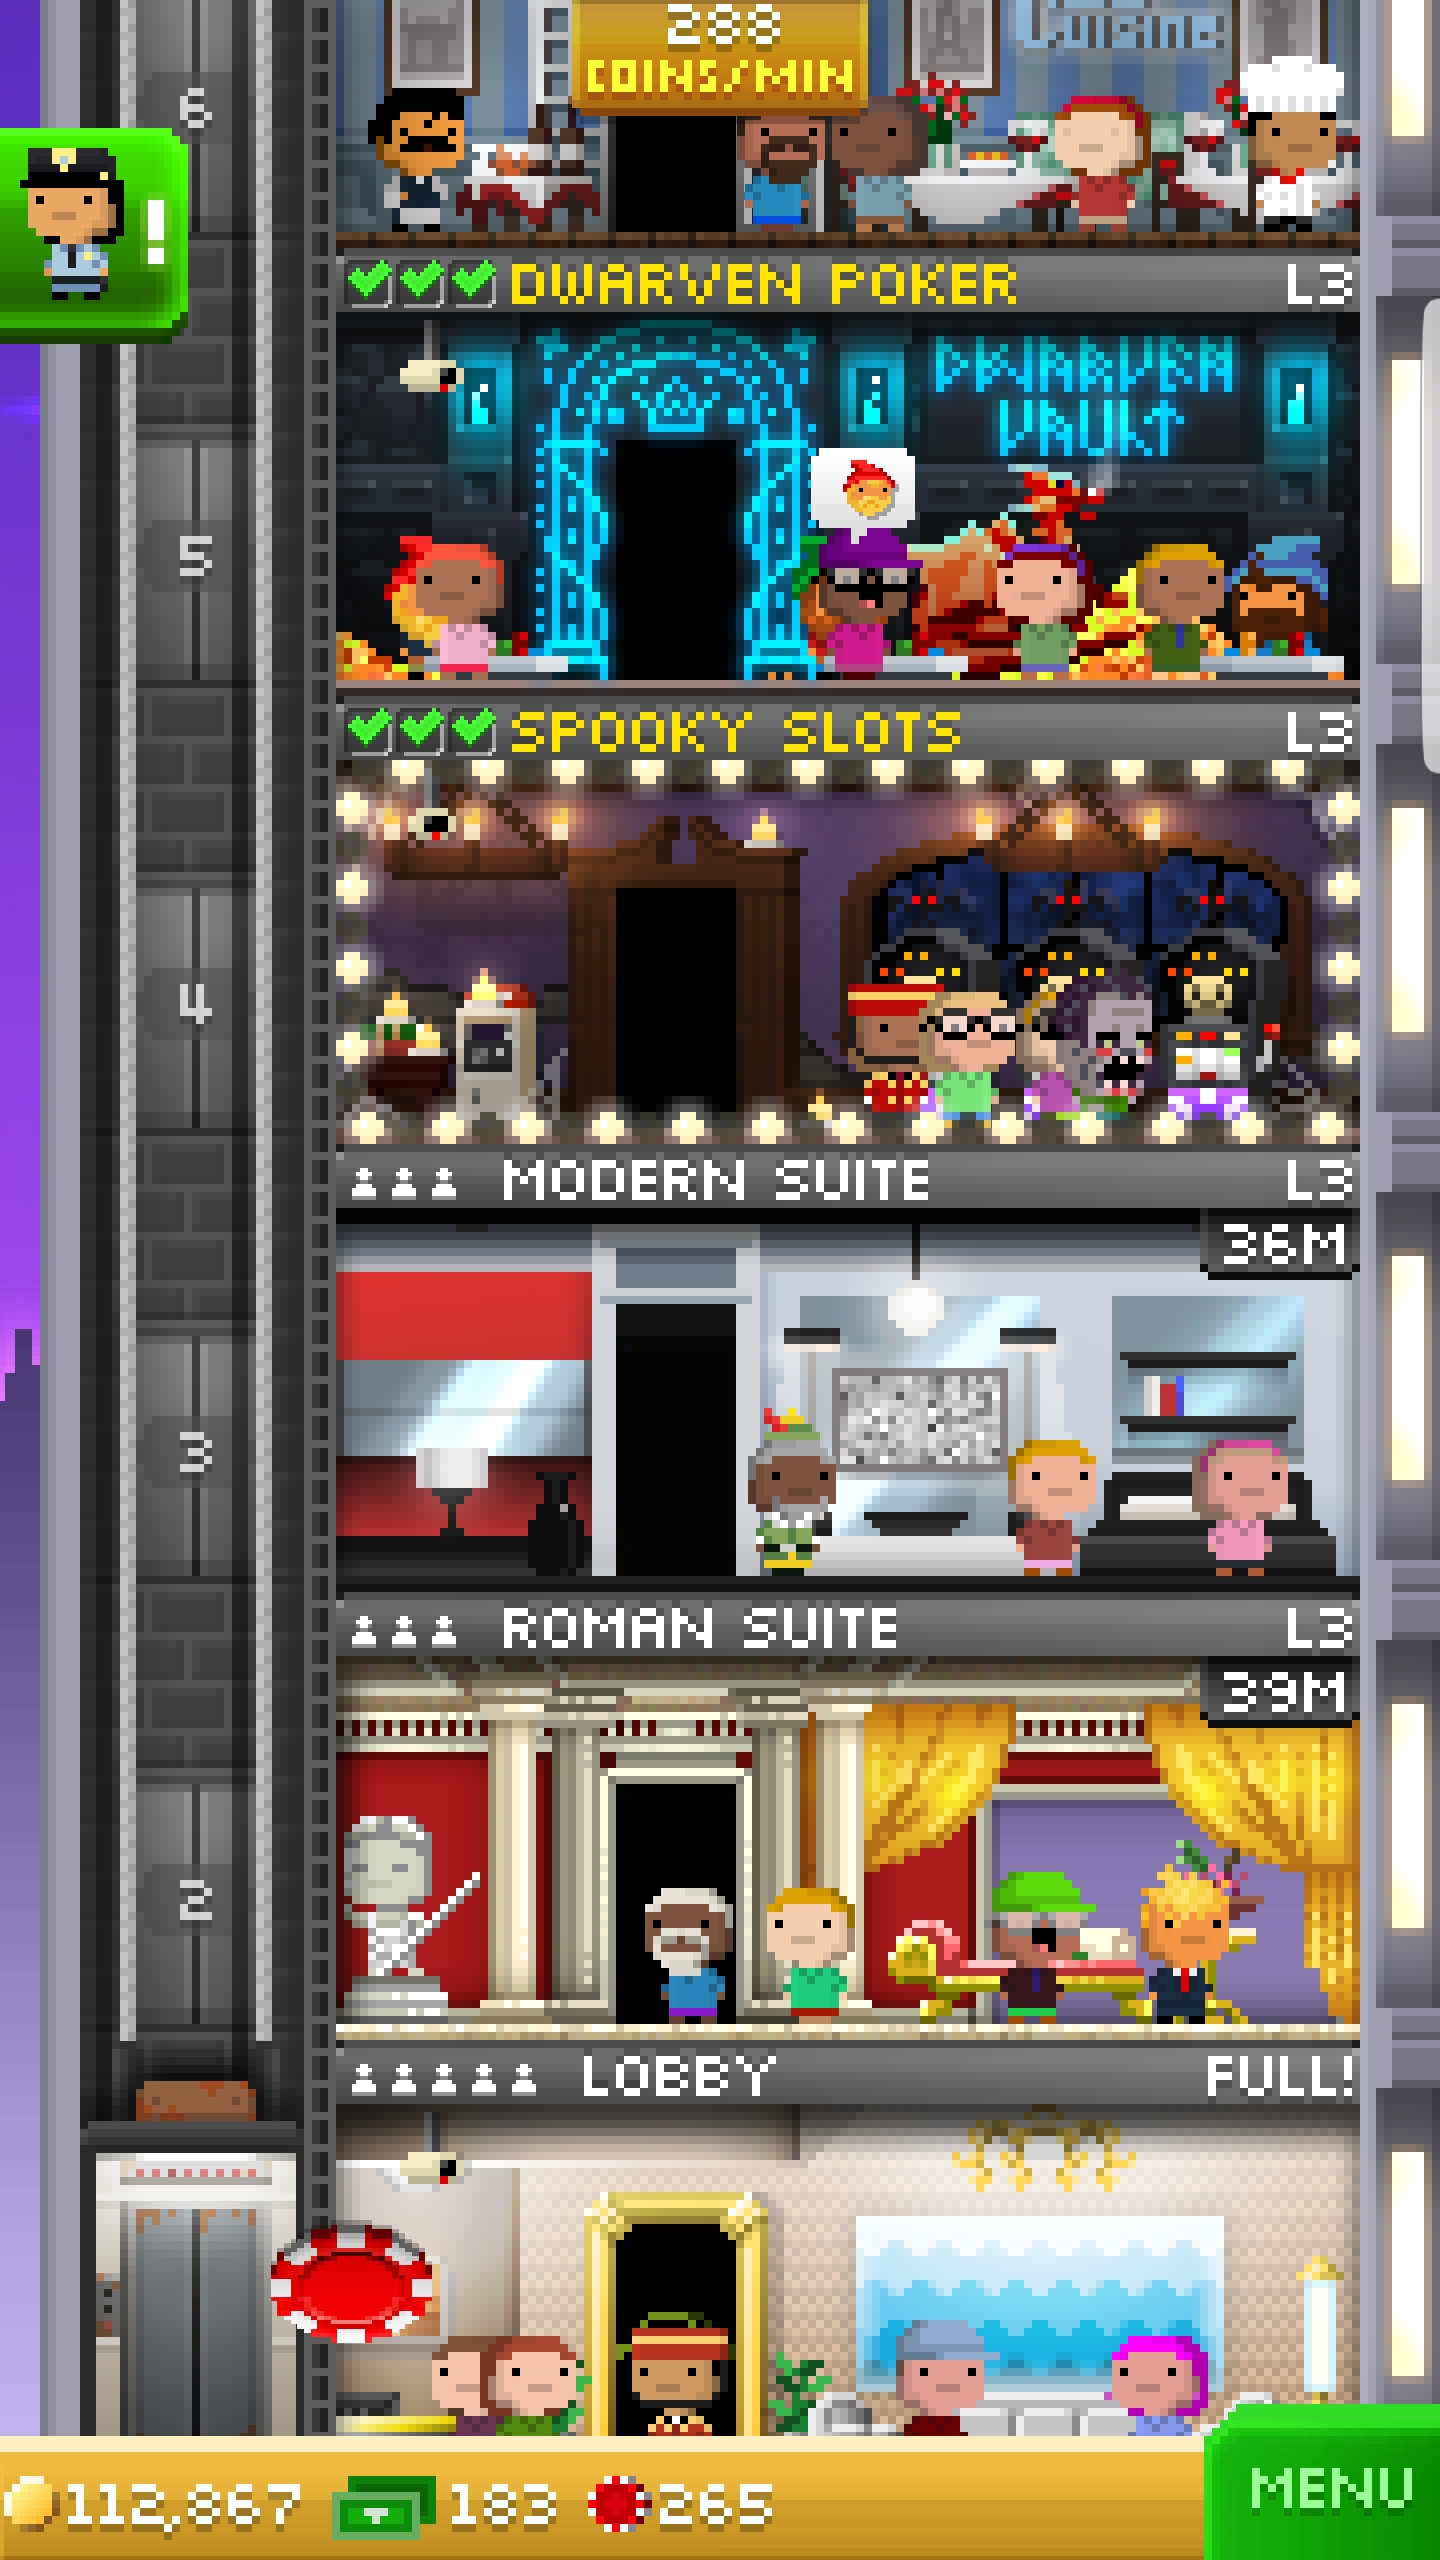 Cuisine
288
COINS/MIN
6
!
DWARVEN POKER L3
DWARVEN
VAULT
5
SPOOKY SLOTS L3
4
MODERN SUITE L3
36M
3
ROMAN SUITE L3
39M
2
LOBBY FULL!
112,867 183 265 MENU